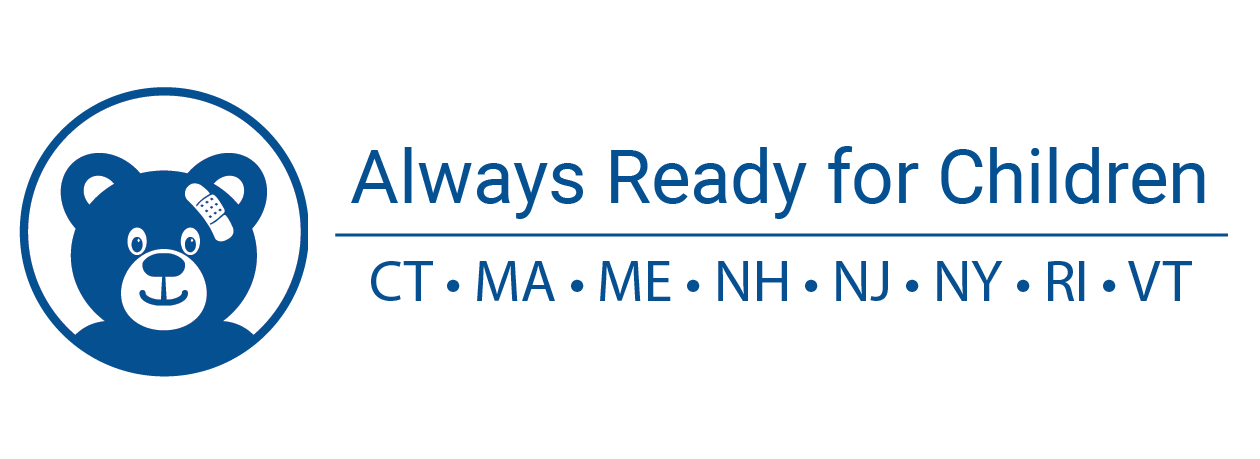 Always Ready for Children
CT • MA • ME • NH • NJ • NY • RI • VT